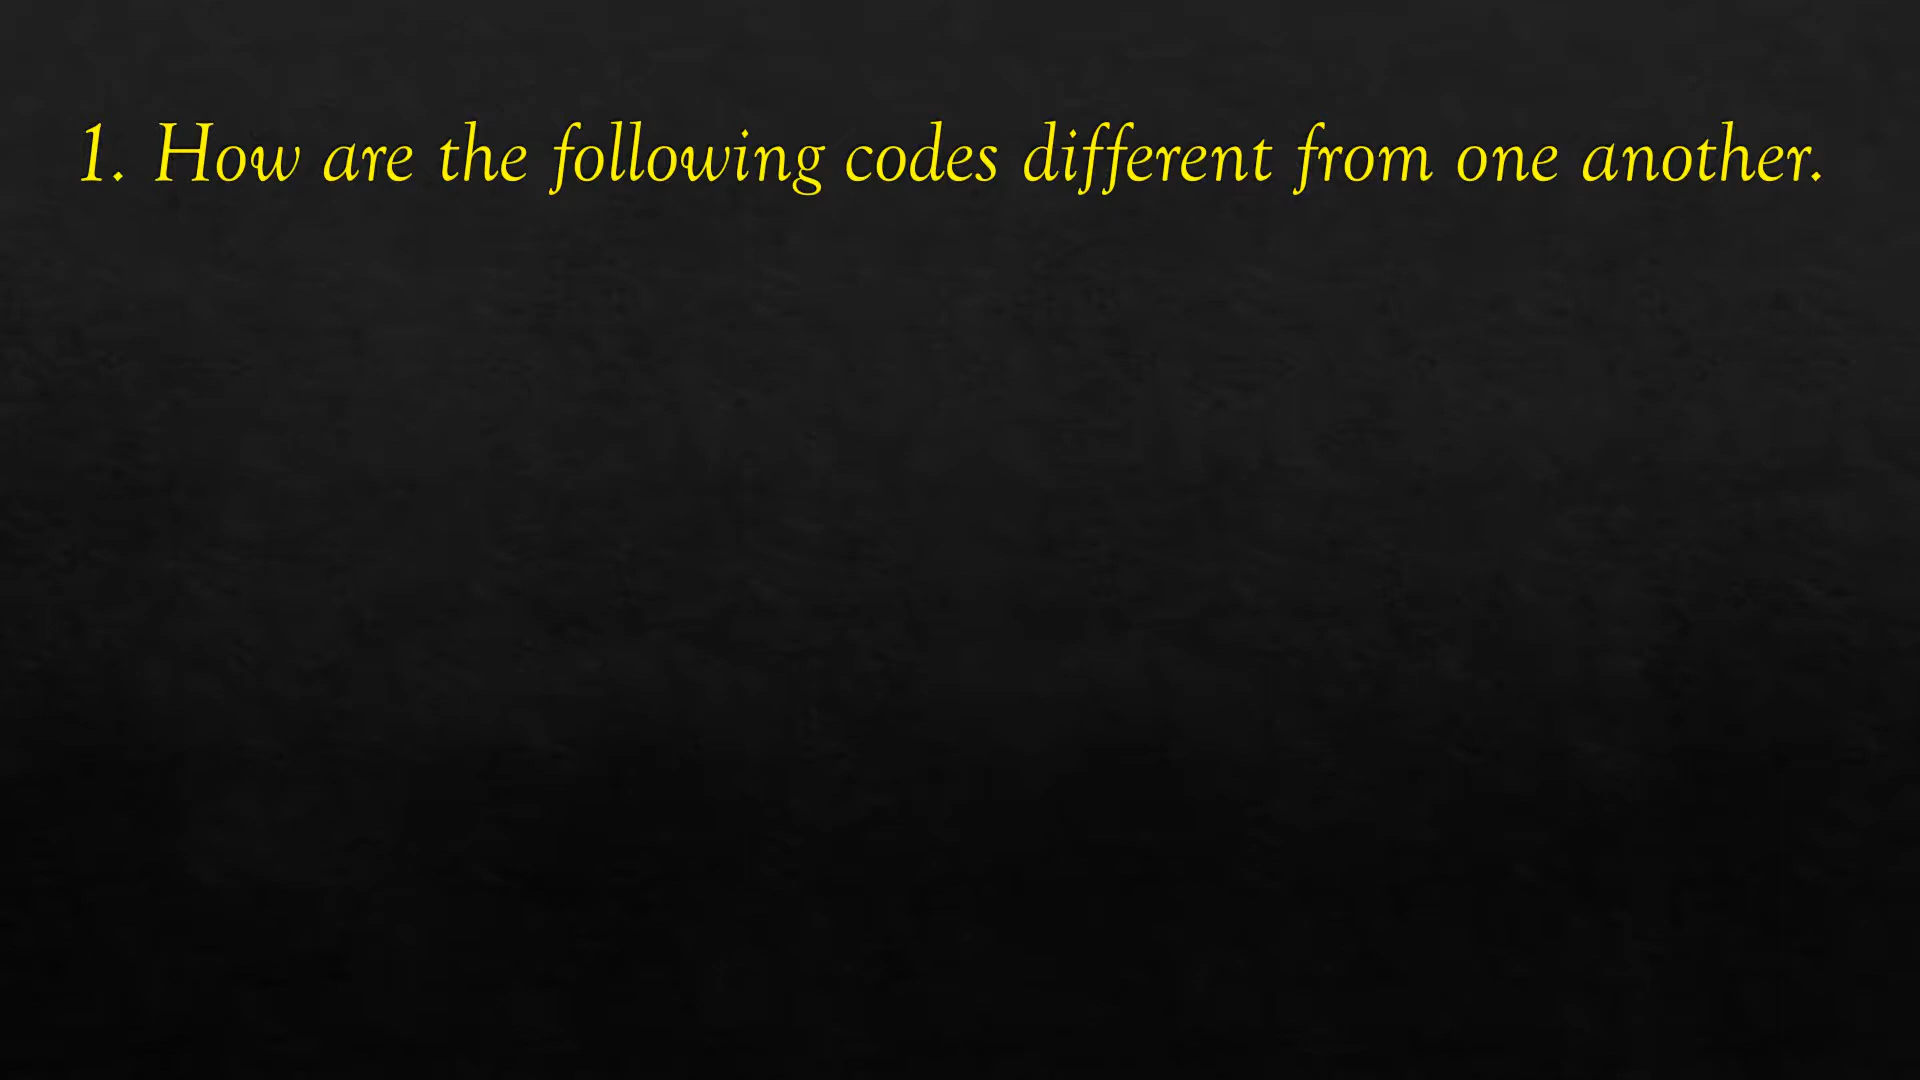 1. How are the following codes different from one another.